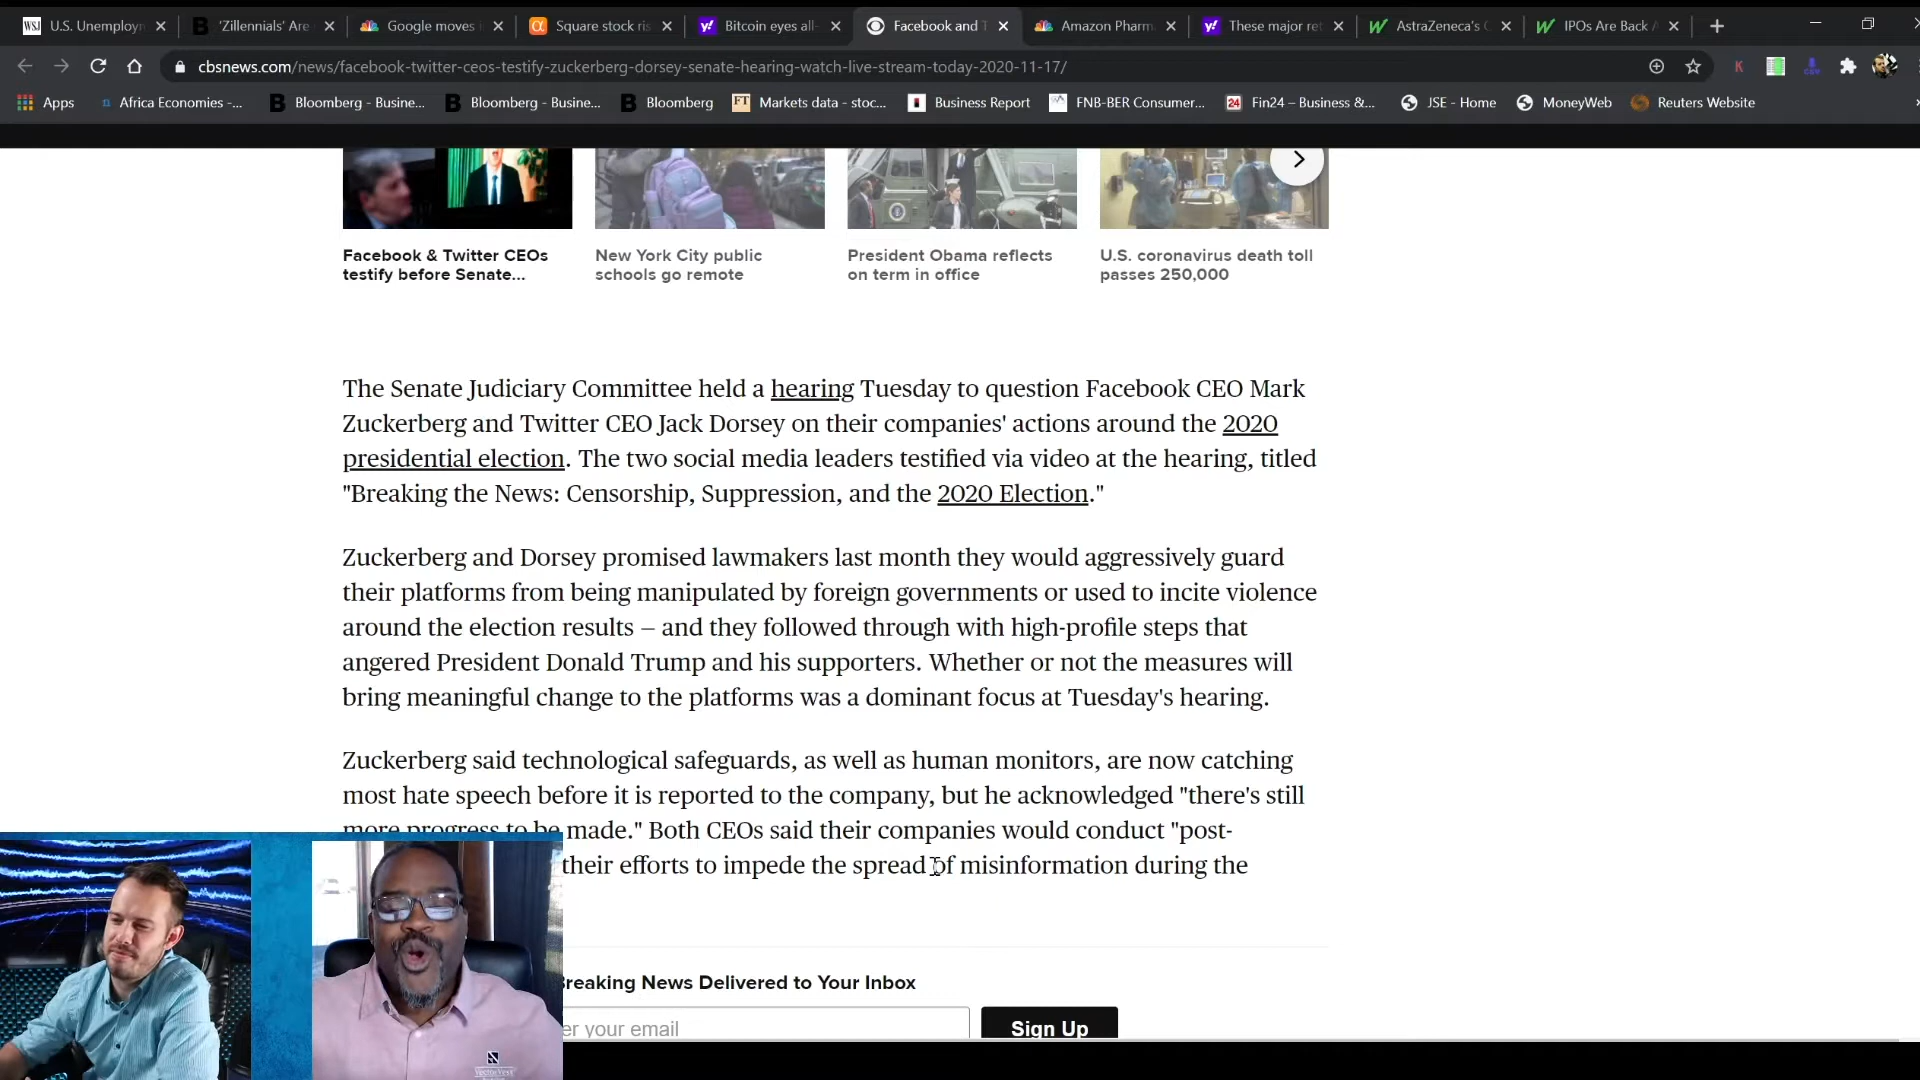 U.S. Unemploym
'Zillennials' Are
Google moves i
Square stock ris
Bitcoin eyes all-
Facebook and T
Amazon Pharm
These major ret
AstraZeneca's C
IPOs Are Back A
cbsnews.com/news/facebook-twitter-ceos-testify-zuckerberg-dorsey-senate-hearing-watch-live-stream-today-2020-11-17/
Apps
Africa Economies -...
Bloomberg - Busine...
Bloomberg - Busine...
Bloomberg
Markets data - stoc...
Business Report
FNB-BER Consumer...
Fin24 – Business &...
JSE - Home
MoneyWeb
Reuters Website
Facebook & Twitter CEOs
testify before Senate...
New York City public
schools go remote
President Obama reflects
on term in office
U.S. coronavirus death toll
passes 250,000
The Senate Judiciary Committee held a hearing Tuesday to question Facebook CEO Mark
Zuckerberg and Twitter CEO Jack Dorsey on their companies' actions around the 2020
presidential election. The two social media leaders testified via video at the hearing, titled
"Breaking the News: Censorship, Suppression, and the 2020 Election."
Zuckerberg and Dorsey promised lawmakers last month they would aggressively guard
their platforms from being manipulated by foreign governments or used to incite violence
around the election results — and they followed through with high-profile steps that
angered President Donald Trump and his supporters. Whether or not the measures will
bring meaningful change to the platforms was a dominant focus at Tuesday's hearing.
Zuckerberg said technological safeguards, as well as human monitors, are now catching
most hate speech before it is reported to the company, but he acknowledged "there's still
more progress to be made." Both CEOs said their companies would conduct "post-
their efforts to impede the spread of misinformation during the
Breaking News Delivered to Your Inbox
er your email
Sign Up
VectorVest